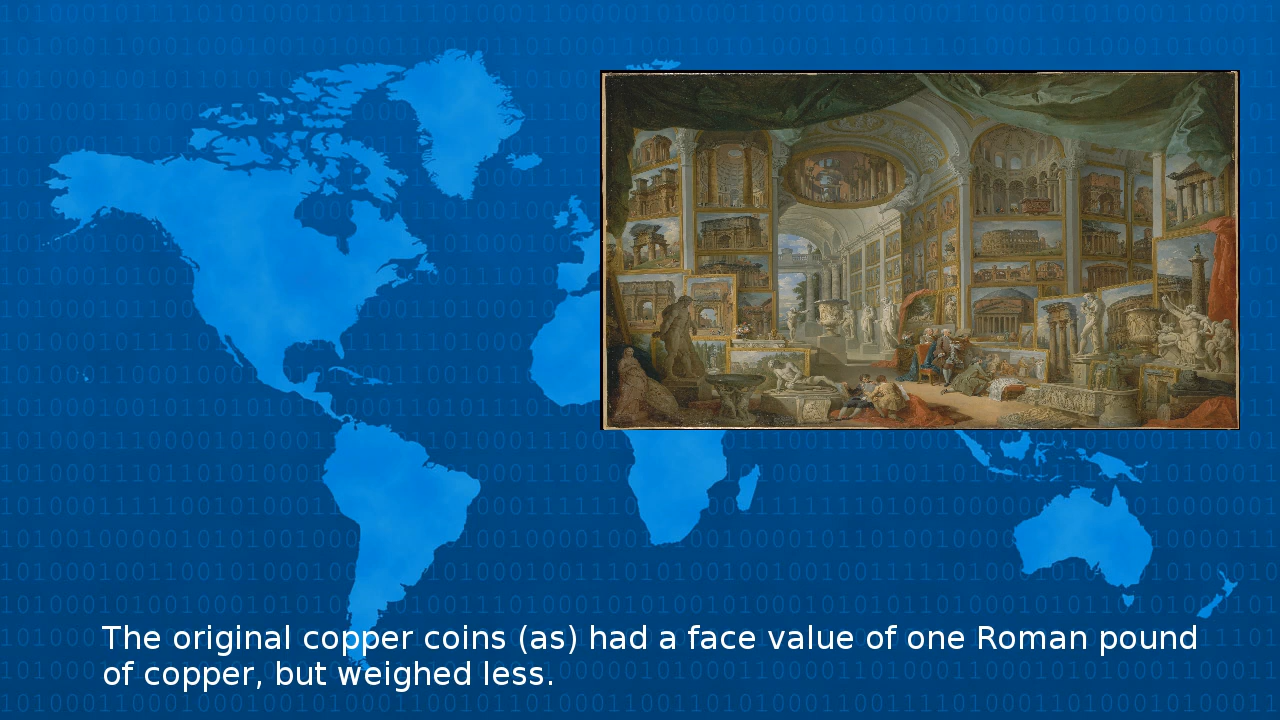 The original copper coins (as) had a face value of one Roman pound
of copper, but weighed less.